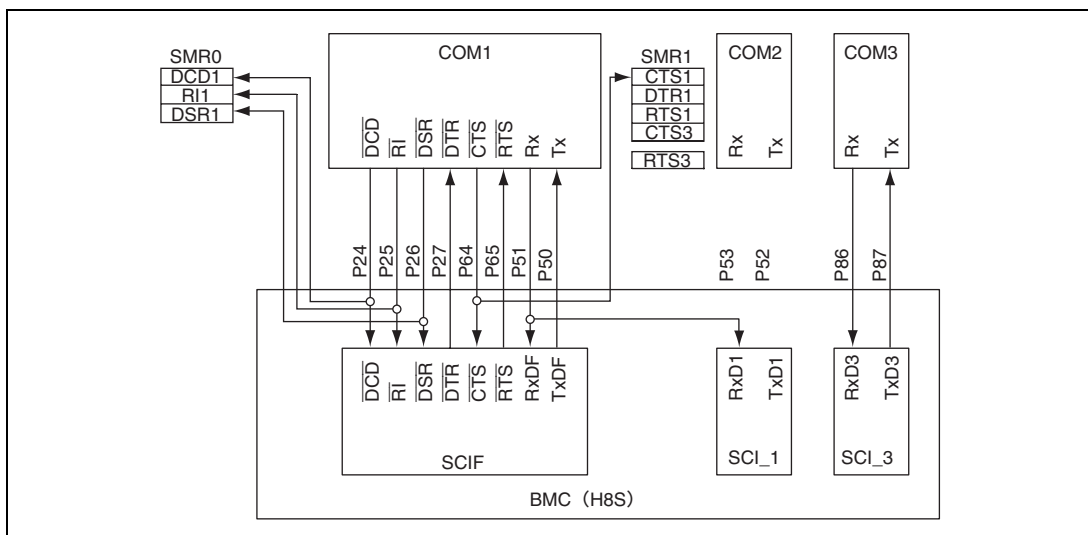 SMR0
DCD1
RI1
DSR1
COM1
SMR1
CTS1
DTR1
RTS1
CTS3
RTS3
COM2
COM3
DCD
RI
DSR
DTR
CTS
RTS
Rx
Tx
Rx
Tx
Rx
Tx
P24
P25
P26
P27
P64
P65
P51
P50
P53
P52
P86
P87
DCD
RI
DSR
DTR
CTS
RTS
RxDF
TxDF
RxD1
TxD1
RxD3
TxD3
SCIF
SCI_1
SCI_3
BMC (H8S)